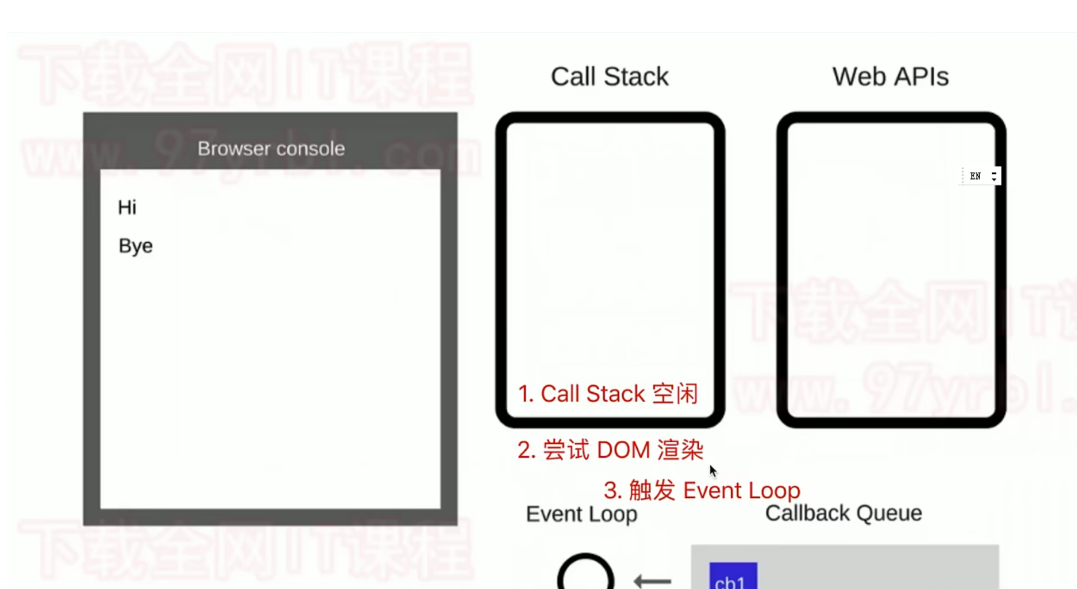 下载全网IT课程
www.97yrbl.com
Call Stack
Web APIs
Browser console
EN
Hi
Bye
下载全网IT课
www.97yrbl.
1. Call Stack 空闲
2. 尝试 DOM 渲染
3. 触发 Event Loop
Event Loop
Callback Queue
下载全网IT课程
cb1